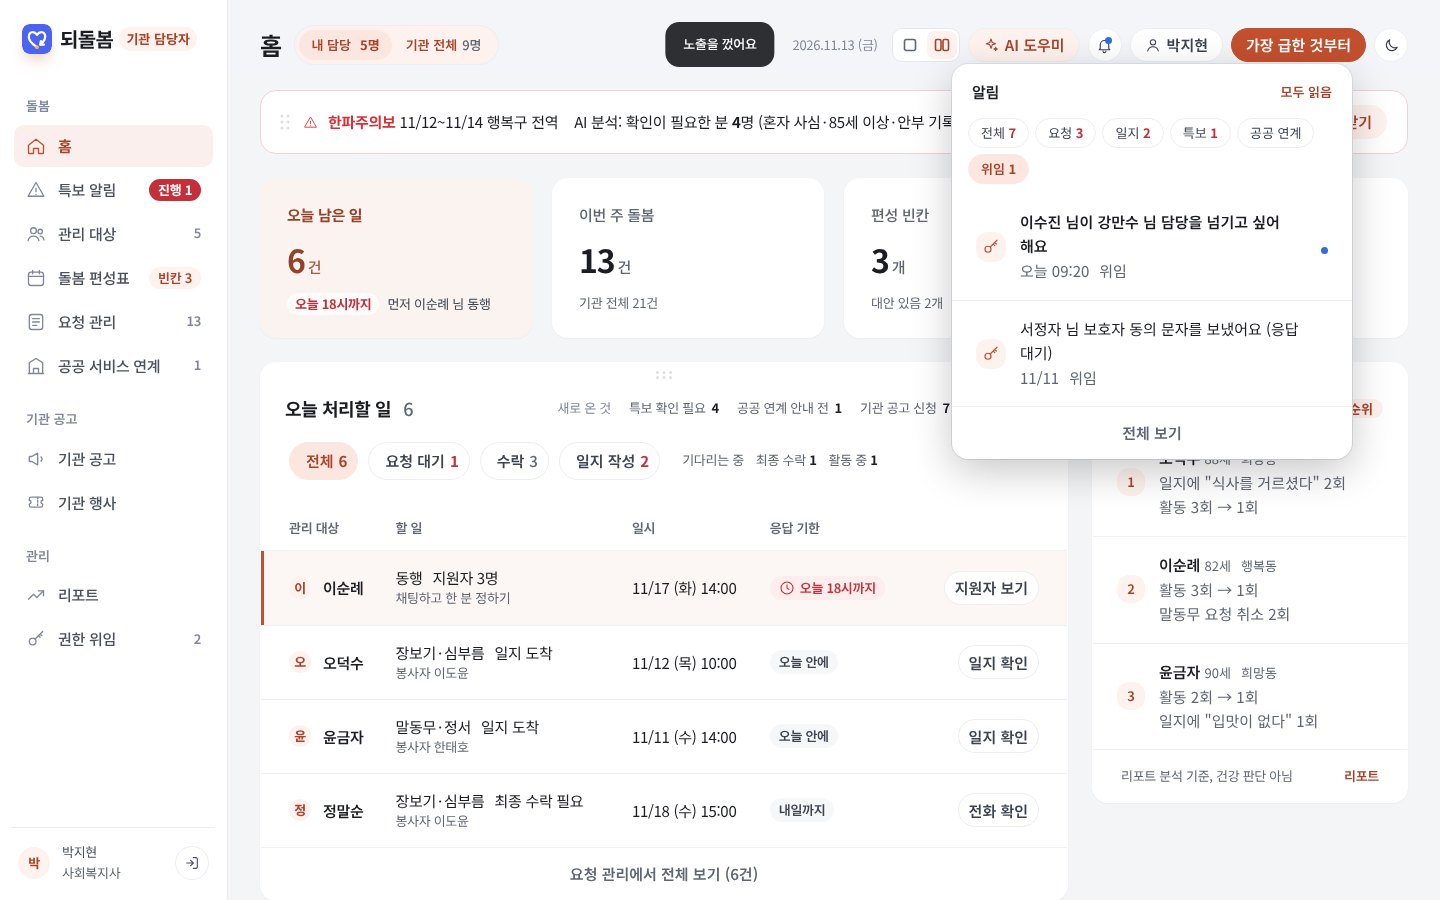 되돌봄 기관 담당자
돌봄
홈
특보 알림 진행 1
관리 대상 5
돌봄 편성표 빈칸 3
요청 관리 13
공공 서비스 연계 1
기관 공고
기관 공고
기관 행사
관리
리포트
권한 위임 2
박 박지현
사회복지사
홈 내 담당 5명 기관 전체 9명
노출을 껐어요
2026.11.13 (금)
AI 도우미
박지현
가장 급한 것부터
한파주의보 11/12~11/14 행복구 전역 AI 분석: 확인이 필요한 분 4명 (혼자 사심·85세 이상·안부 기록
오늘 남은 일
6건
오늘 18시까지 먼저 이순례 님 동행
이번 주 돌봄
13건
기관 전체 21건
편성 빈칸
3개
대안 있음 2개
알림 모두 읽음
전체 7 요청 3 일지 2 특보 1 공공 연계
위임 1
이수진 님이 강만수 님 담당을 넘기고 싶어
해요
오늘 09:20 위임
서정자 님 보호자 동의 문자를 보냈어요 (응답
대기)
11/11 위임
전체 보기
오늘 처리할 일 6
새로 온 것 특보 확인 필요 4 공공 연계 안내 전 1 기관 공고 신청 7
전체 6 요청 대기 1 수락 3 일지 작성 2 기다리는 중 최종 수락 1 활동 중 1
관리 대상 할 일 일시 응답 기한
이 이순례 동행 지원자 3명
채팅하고 한 분 정하기
11/17 (화) 14:00 오늘 18시까지 지원자 보기
오 오덕수 장보기·심부름 일지 도착
봉사자 이도윤
11/12 (목) 10:00 오늘 안에 일지 확인
윤 윤금자 말동무·정서 일지 도착
봉사자 한태호
11/11 (수) 14:00 오늘 안에 일지 확인
정 정말순 장보기·심부름 최종 수락 필요
봉사자 이도윤
11/18 (수) 15:00 내일까지 전화 확인
요청 관리에서 전체 보기 (6건)
순위
1
일지에 "식사를 거르셨다" 2회
활동 3회 → 1회
2 이순례 82세 행복동
활동 3회 → 1회
말동무 요청 취소 2회
3 윤금자 90세 희망동
활동 2회 → 1회
일지에 "입맛이 없다" 1회
리포트 분석 기준, 건강 판단 아님 리포트